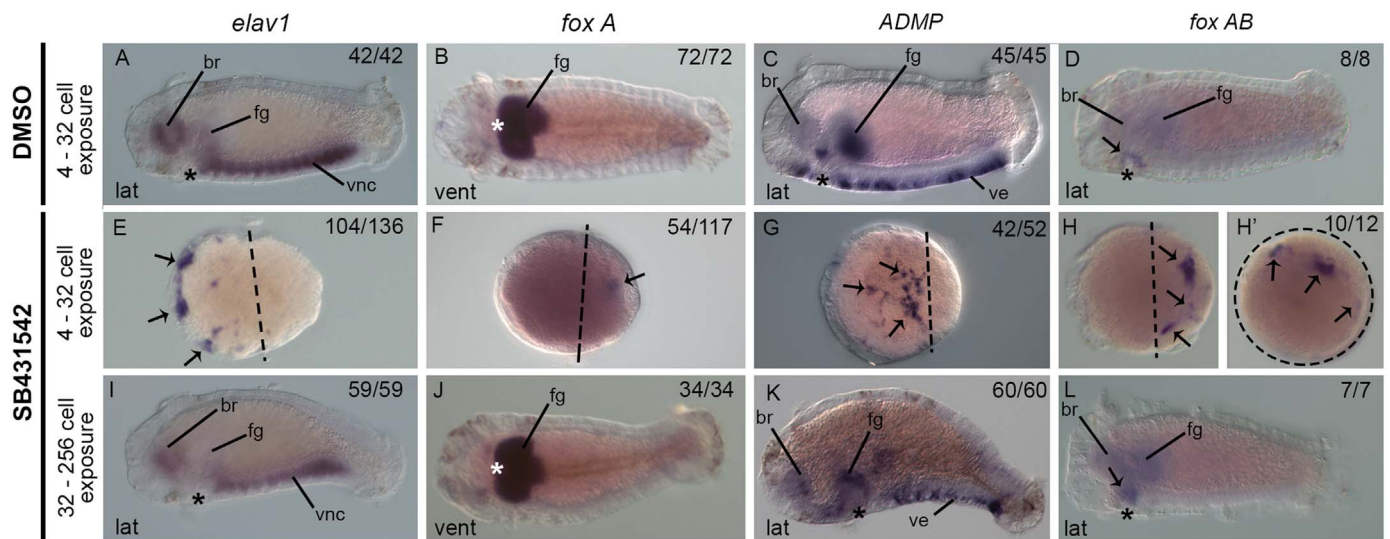 elav1
fox A
ADMP
fox AB
DMSO
4 - 32 cell
exposure
A
42/42
br
fg
vnc
*
lat
B
72/72
fg
*
vent
C
45/45
br
fg
ve
*
lat
D
8/8
br
fg
*
lat
SB431542
4 - 32 cell
exposure
E
104/136
F
54/117
G
42/52
H
H'
10/12
32 - 256 cell
exposure
I
59/59
br
fg
vnc
*
lat
J
34/34
fg
*
vent
K
60/60
br
fg
ve
*
lat
L
7/7
br
fg
*
lat